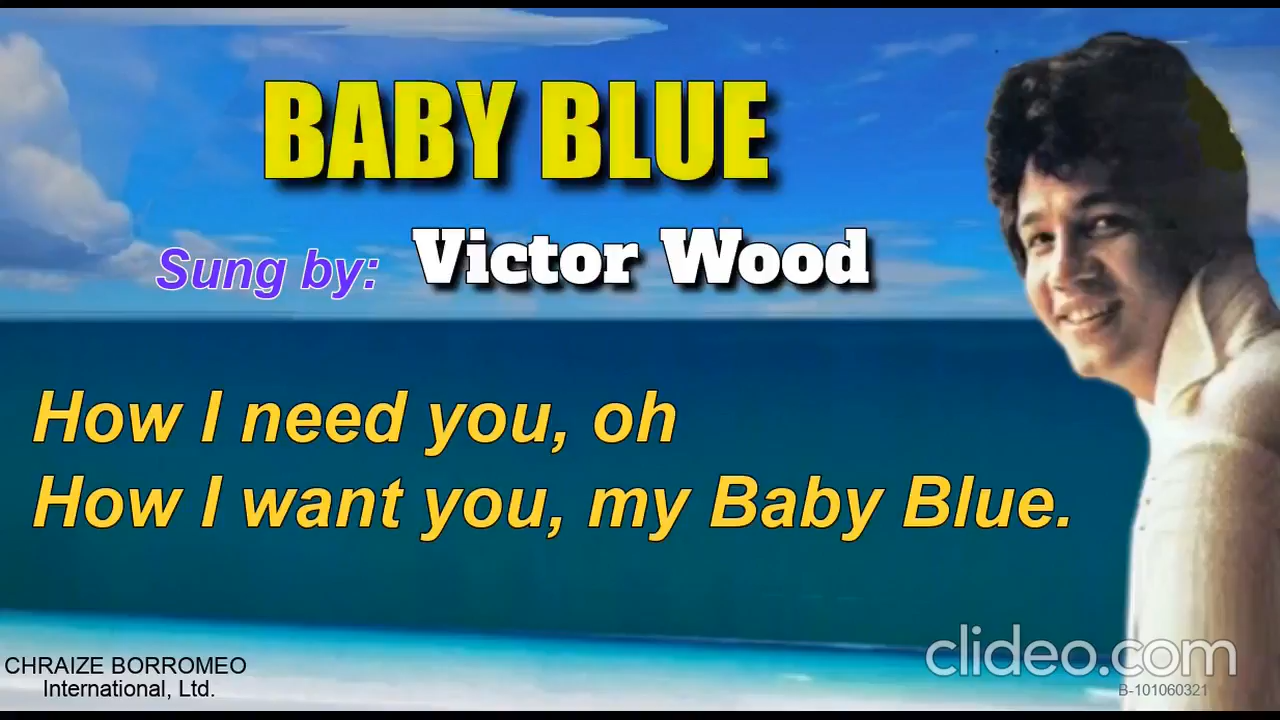 BABY BLUE
Sung by: Victor Wood
How I need you, oh
How I want you, my Baby Blue.
clideo.com
CHRAIZE BORROMEO
International, Ltd.
B-101060321